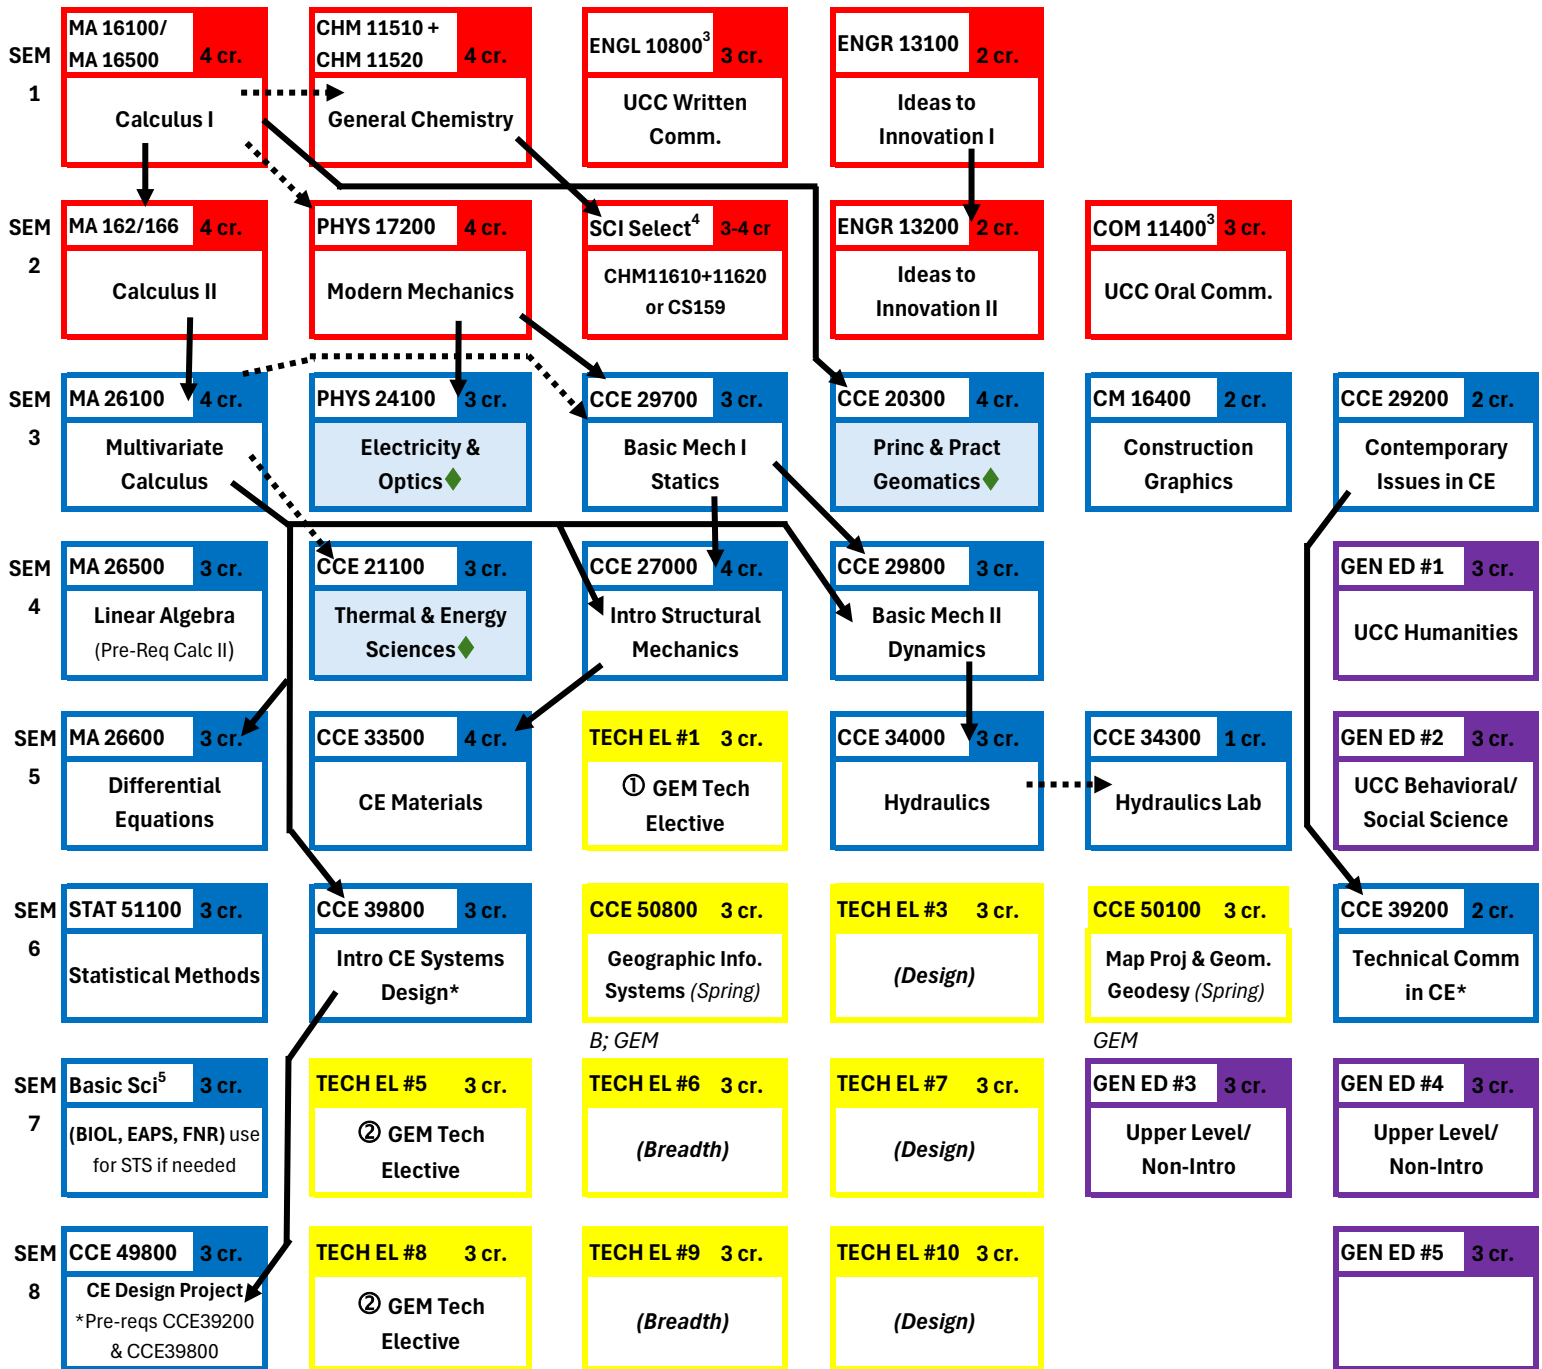 SEM
1
MA 16100/
MA 16500
4 cr.
Calculus I
CHM 11510 +
CHM 11520
4 cr.
General Chemistry
ENGL 10800³
3 cr.
UCC Written
Comm.
ENGR 13100
2 cr.
Ideas to
Innovation I
SEM
2
MA 162/166
4 cr.
Calculus II
PHYS 17200
4 cr.
Modern Mechanics
SCI Select⁴
3-4 cr
CHM11610+11620
or CS159
ENGR 13200
2 cr.
Ideas to
Innovation II
COM 11400³
3 cr.
UCC Oral Comm.
SEM
3
MA 26100
4 cr.
Multivariate
Calculus
PHYS 24100
3 cr.
Electricity &
Optics♦
CCE 29700
3 cr.
Basic Mech I
Statics
CCE 20300
4 cr.
Princ & Pract
Geomatics♦
CM 16400
2 cr.
Construction
Graphics
CCE 29200
2 cr.
Contemporary
Issues in CE
SEM
4
MA 26500
3 cr.
Linear Algebra
(Pre-Req Calc II)
CCE 21100
3 cr.
Thermal & Energy
Sciences♦
CCE 27000
4 cr.
Intro Structural
Mechanics
CCE 29800
3 cr.
Basic Mech II
Dynamics
GEN ED #1
3 cr.
UCC Humanities
SEM
5
MA 26600
3 cr.
Differential
Equations
CCE 33500
4 cr.
CE Materials
TECH EL #1
3 cr.
① GEM Tech
Elective
CCE 34000
3 cr.
Hydraulics
CCE 34300
1 cr.
Hydraulics Lab
GEN ED #2
3 cr.
UCC Behavioral/
Social Science
SEM
6
STAT 51100
3 cr.
Statistical Methods
CCE 39800
3 cr.
Intro CE Systems
Design*
CCE 50800
3 cr.
Geographic Info.
Systems (Spring)
B; GEM
TECH EL #3
3 cr.
(Design)
CCE 50100
3 cr.
Map Proj & Geom.
Geodesy (Spring)
GEM
CCE 39200
2 cr.
Technical Comm
in CE*
SEM
7
Basic Sci⁵
3 cr.
(BIOL, EAPS, FNR) use
for STS if needed
TECH EL #5
3 cr.
② GEM Tech
Elective
TECH EL #6
3 cr.
(Breadth)
TECH EL #7
3 cr.
(Design)
GEN ED #3
3 cr.
Upper Level/
Non-Intro
GEN ED #4
3 cr.
Upper Level/
Non-Intro
SEM
8
CCE 49800
3 cr.
CE Design Project
*Pre-reqs CCE39200
& CCE39800
TECH EL #8
3 cr.
② GEM Tech
Elective
TECH EL #9
3 cr.
(Breadth)
TECH EL #10
3 cr.
(Design)
GEN ED #5
3 cr.